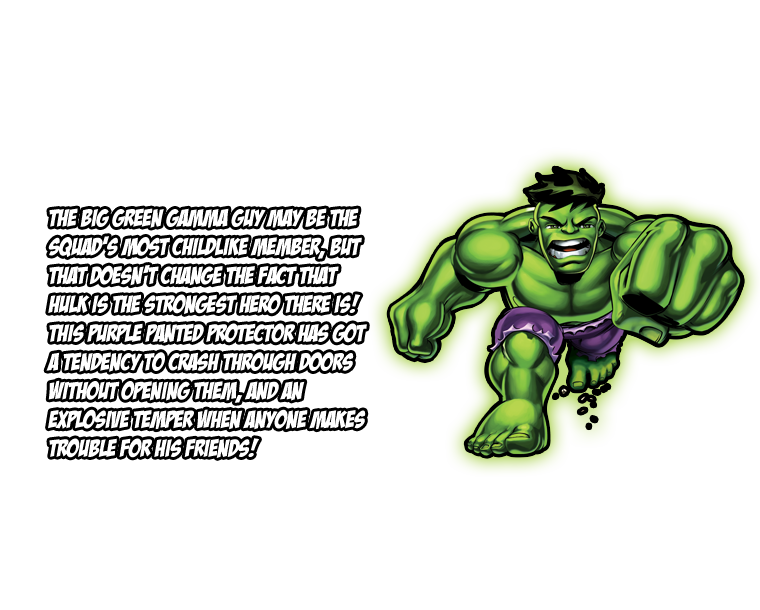 THE BIG GREEN GAMMA GUY MAY BE THE
SQUAD'S MOST CHILDLIKE MEMBER, BUT
THAT DOESN'T CHANGE THE FACT THAT
HULK IS THE STRONGEST HERO THERE IS!
THIS PURPLE PANTED PROTECTOR HAS GOT
A TENDENCY TO CRASH THROUGH DOORS
WITHOUT OPENING THEM, AND AN
EXPLOSIVE TEMPER WHEN ANYONE MAKES
TROUBLE FOR HIS FRIENDS!